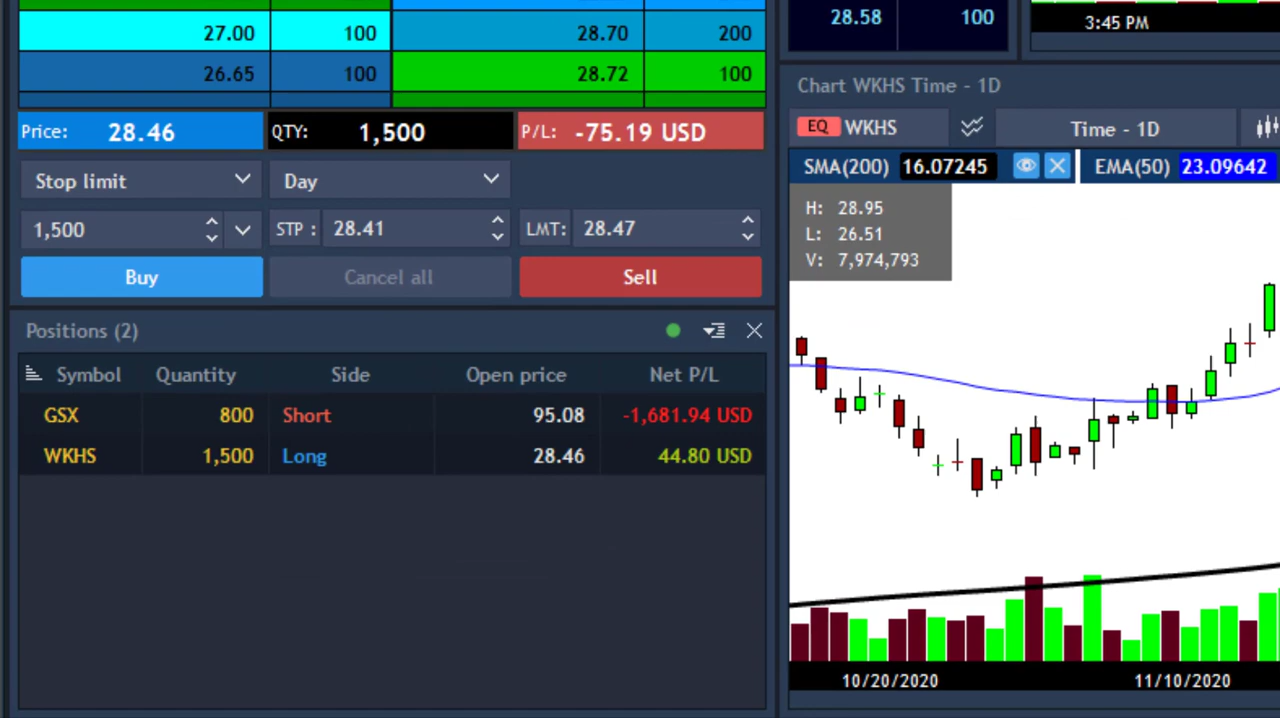 27.00 100 28.70 200
26.65 100 28.72 100
Price: 28.46 QTY: 1,500 P/L: -75.19 USD
Stop limit Day
1,500 STP : 28.41 LMT: 28.47
Buy Cancel all Sell
Positions (2)
Symbol Quantity Side Open price Net P/L
GSX 800 Short 95.08 -1,681.94 USD
WKHS 1,500 Long 28.46 44.80 USD
28.58 100
3:45 PM
Chart WKHS Time - 1D
EQ WKHS Time - 1D
SMA(200) 16.07245 EMA(50) 23.09642
H: 28.95
L: 26.51
V: 7,974,793
10/20/2020 11/10/2020